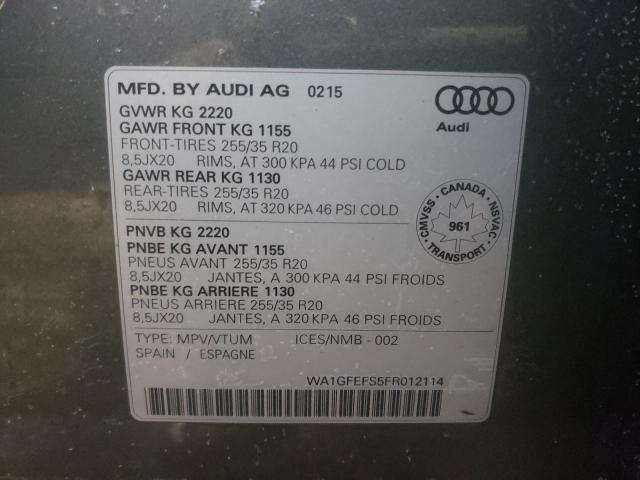 MFD. BY AUDI AG 0215
Audi
GVWR KG 2220
GAWR FRONT KG 1155
FRONT-TIRES 255/35 R20
8,5JX20 RIMS, AT 300 KPA 44 PSI COLD
GAWR REAR KG 1130
REAR-TIRES 255/35 R20
8,5JX20 RIMS, AT 320 KPA 46 PSI COLD
CMVSS - CANADA - NSVAC
961
TRANSPORT
PNVB KG 2220
PNBE KG AVANT 1155
PNEUS AVANT 255/35 R20
8,5JX20 JANTES, A 300 KPA 44 PSI FROIDS
PNBE KG ARRIERE 1130
PNEUS ARRIERE 255/35 R20
8,5JX20 JANTES, A 320 KPA 46 PSI FROIDS
TYPE: MPV/VTUM ICES/NMB - 002
SPAIN / ESPAGNE
WA1GFEFS5FR012114